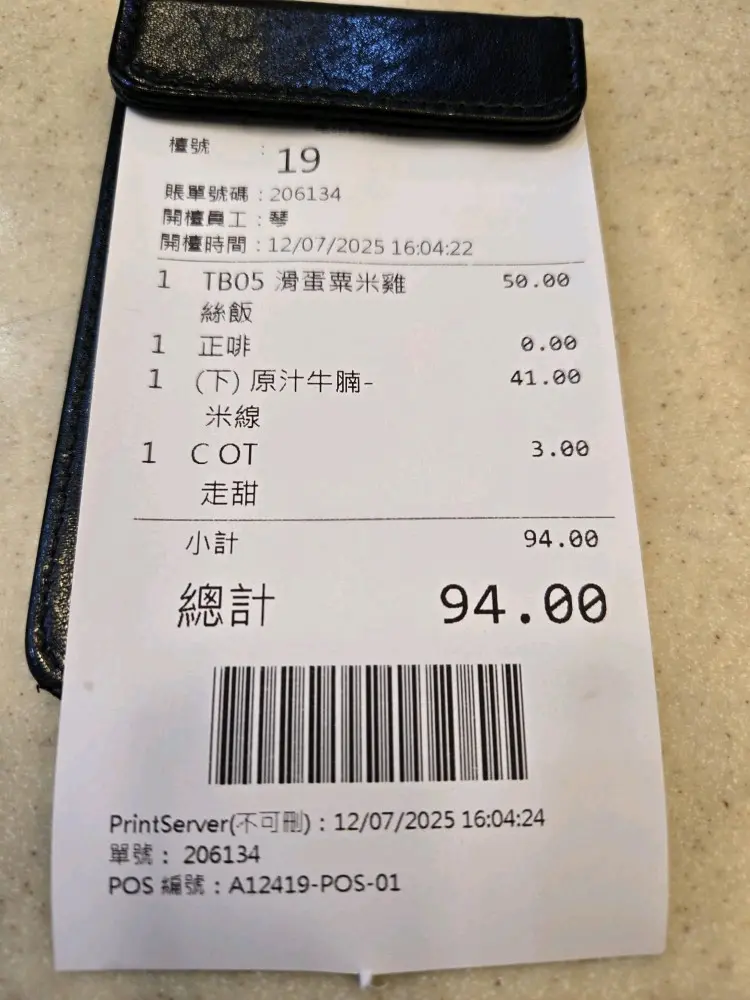 檯號 : 19
賬單號碼 : 206134
開檯員工 : 琴
開檯時間 : 12/07/2025 16:04:22
1 TB05 滑蛋粟米雞 50.00
絲飯
1 正啡 0.00
1 (下) 原汁牛腩- 41.00
米線
1 C OT 3.00
走甜
小計 94.00
總計 94.00
PrintServer(不可刪) : 12/07/2025 16:04:24
單號 : 206134
POS 編號 : A12419-POS-01